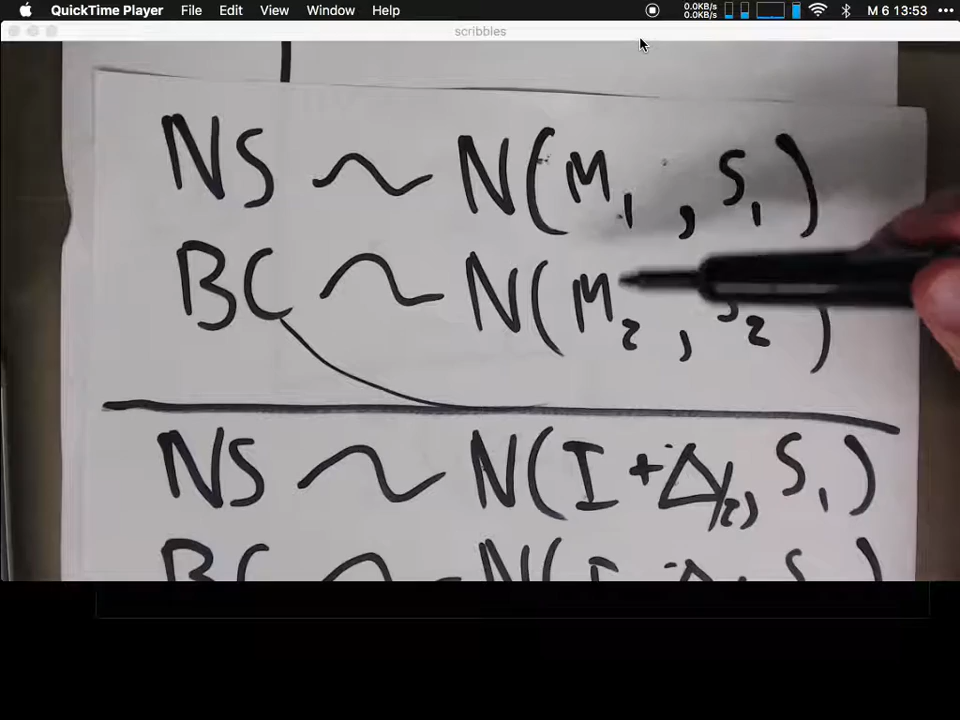 QuickTime Player File Edit View Window Help 0.0KB/s 0.0KB/s M 6 13:53
scribbles
NS ~ N(M₁, S₁)
BC ~ N(M₂, S₂)
NS ~ N(I+Δ/2, S₁)